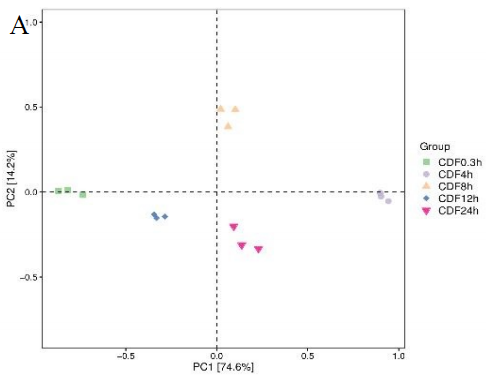 A
1.0
0.5
0.0
−0.5
PC2 [14.2%]
−0.5
0.0
0.5
1.0
PC1 [74.6%]
Group
CDF0.3h
CDF4h
CDF8h
CDF12h
CDF24h